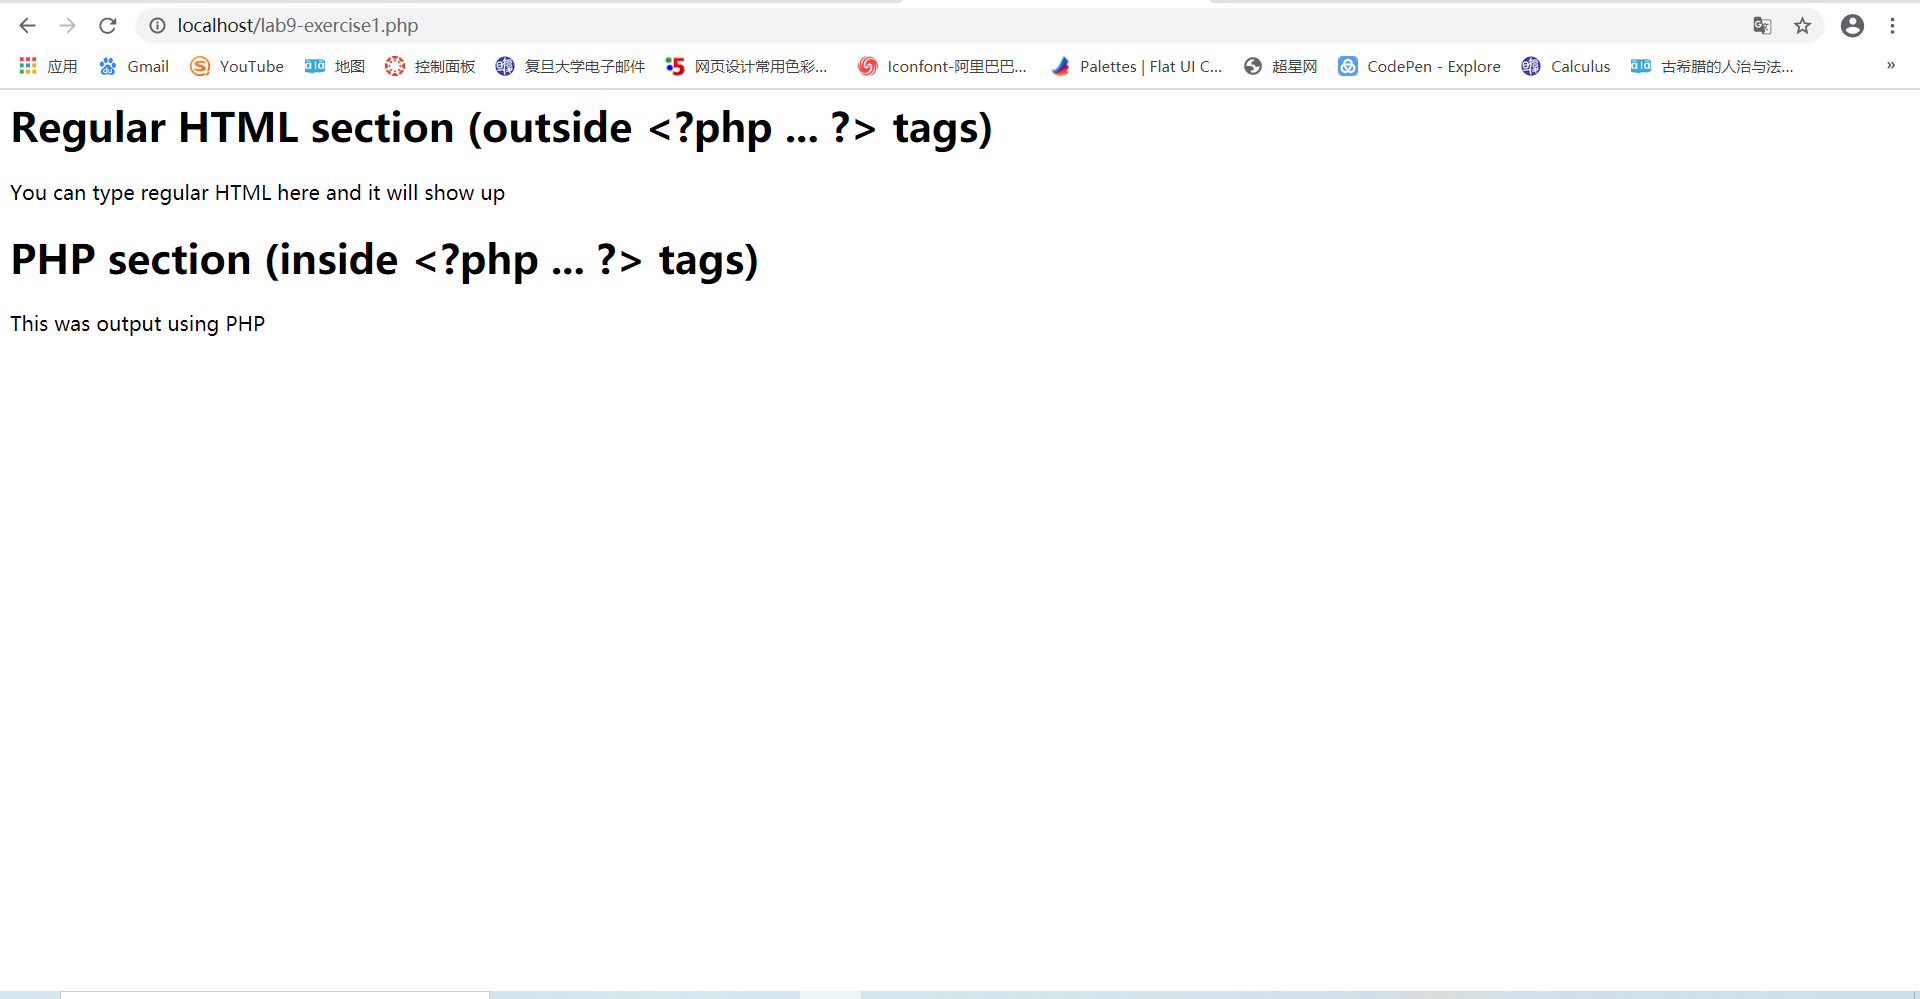 localhost/lab9-exercise1.php
应用 Gmail YouTube 地图 控制面板 复旦大学电子邮件 网页设计常用色彩... Iconfont-阿里巴巴... Palettes | Flat UI C... 超星网 CodePen - Explore Calculus 古希腊的人治与法... »
Regular HTML section (outside <?php ... ?> tags)
You can type regular HTML here and it will show up
PHP section (inside <?php ... ?> tags)
This was output using PHP